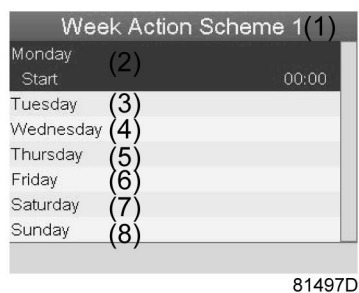 Week Action Scheme 1(1)
Monday (2)
Start 00:00
Tuesday (3)
Wednesday (4)
Thursday (5)
Friday (6)
Saturday (7)
Sunday (8)
81497D